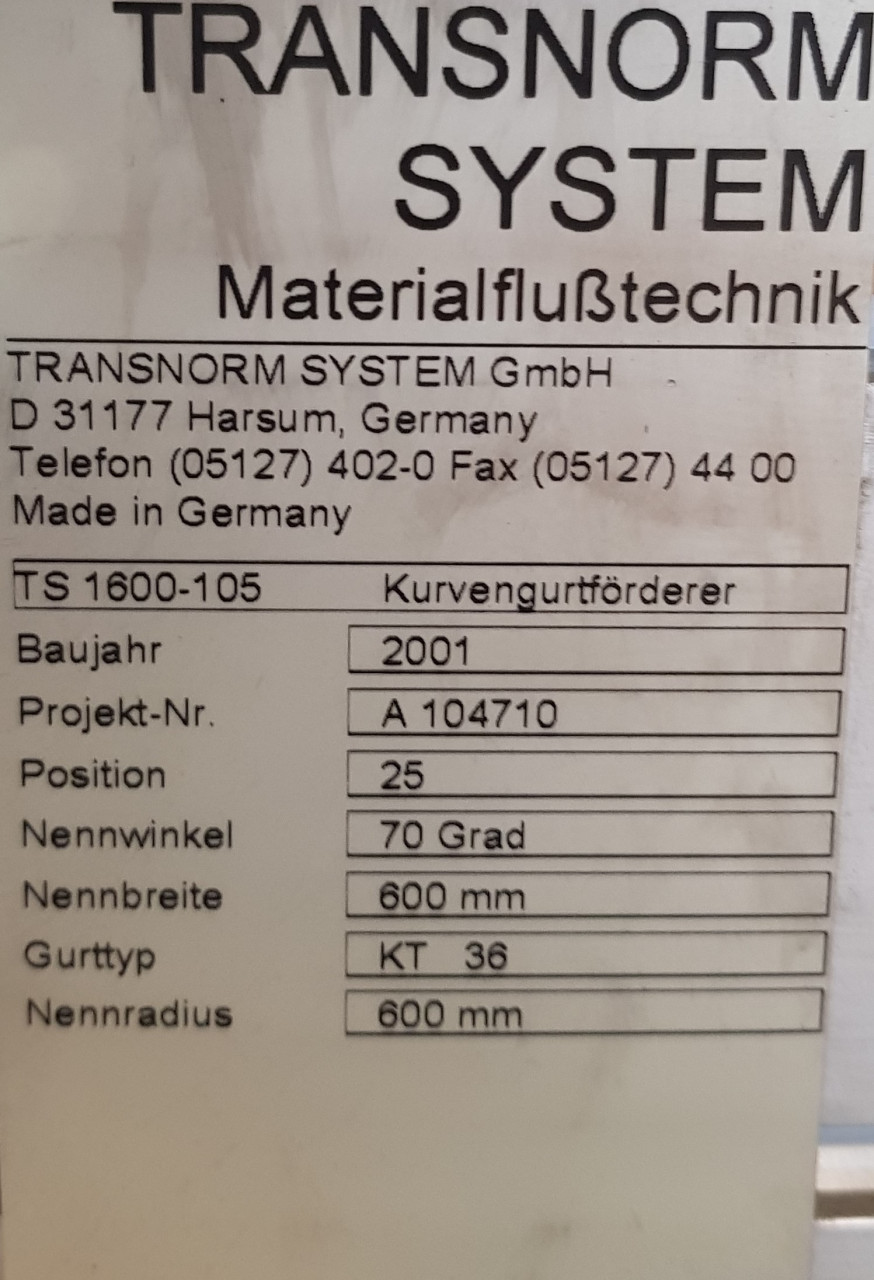 TRANSNORM
SYSTEM
Materialflußtechnik
TRANSNORM SYSTEM GmbH
D 31177 Harsum, Germany
Telefon (05127) 402-0 Fax (05127) 44 00
Made in Germany
TS 1600-105 Kurvengurtförderer
Baujahr 2001
Projekt-Nr. A 104710
Position 25
Nennwinkel 70 Grad
Nennbreite 600 mm
Gurttyp KT 36
Nennradius 600 mm